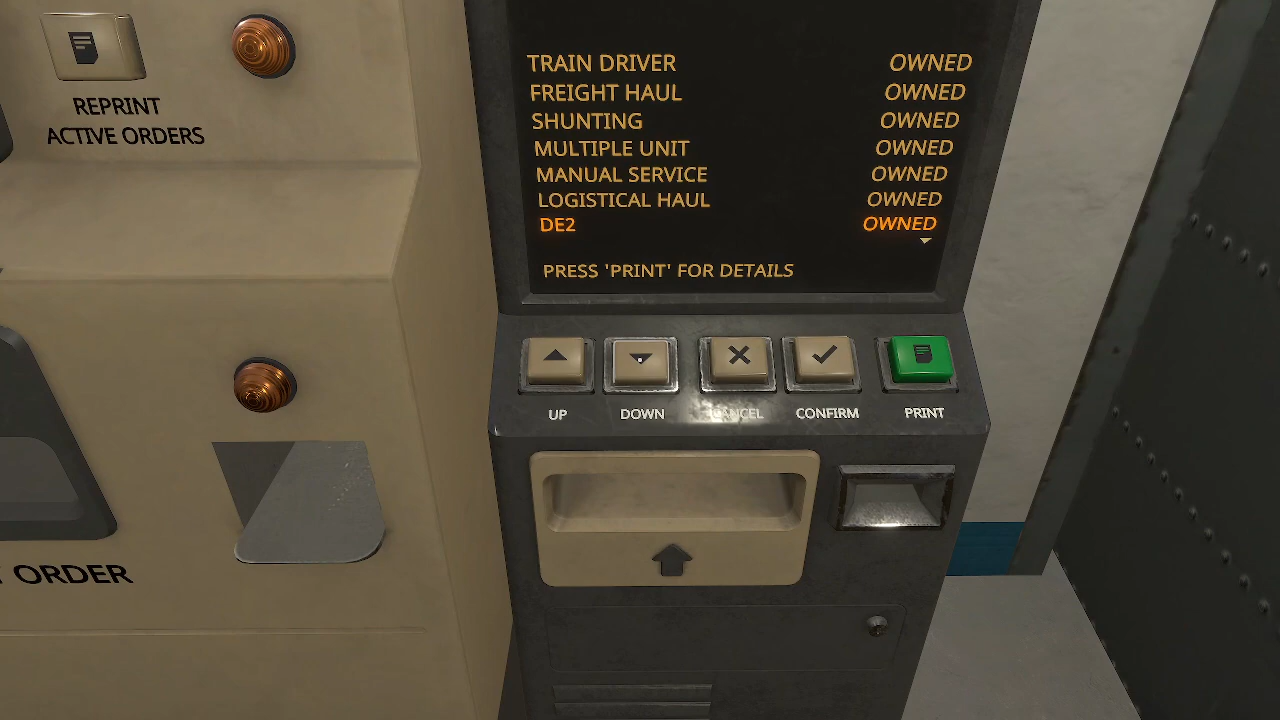 REPRINT
ACTIVE ORDERS
ORDER
TRAIN DRIVER OWNED
FREIGHT HAUL OWNED
SHUNTING OWNED
MULTIPLE UNIT OWNED
MANUAL SERVICE OWNED
LOGISTICAL HAUL OWNED
DE2 OWNED
PRESS 'PRINT' FOR DETAILS
UP DOWN CANCEL CONFIRM PRINT